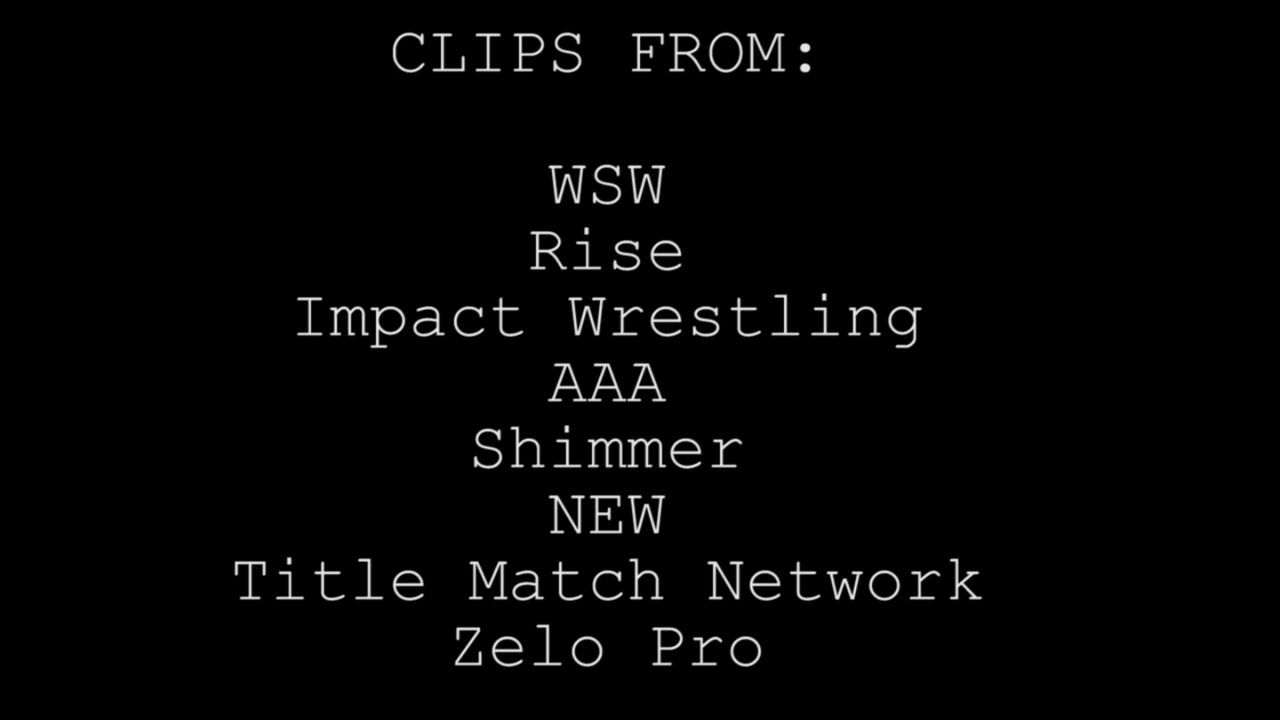 CLIPS FROM:
WSW
Rise
Impact Wrestling
AAA
Shimmer
NEW
Title Match Network
Zelo Pro